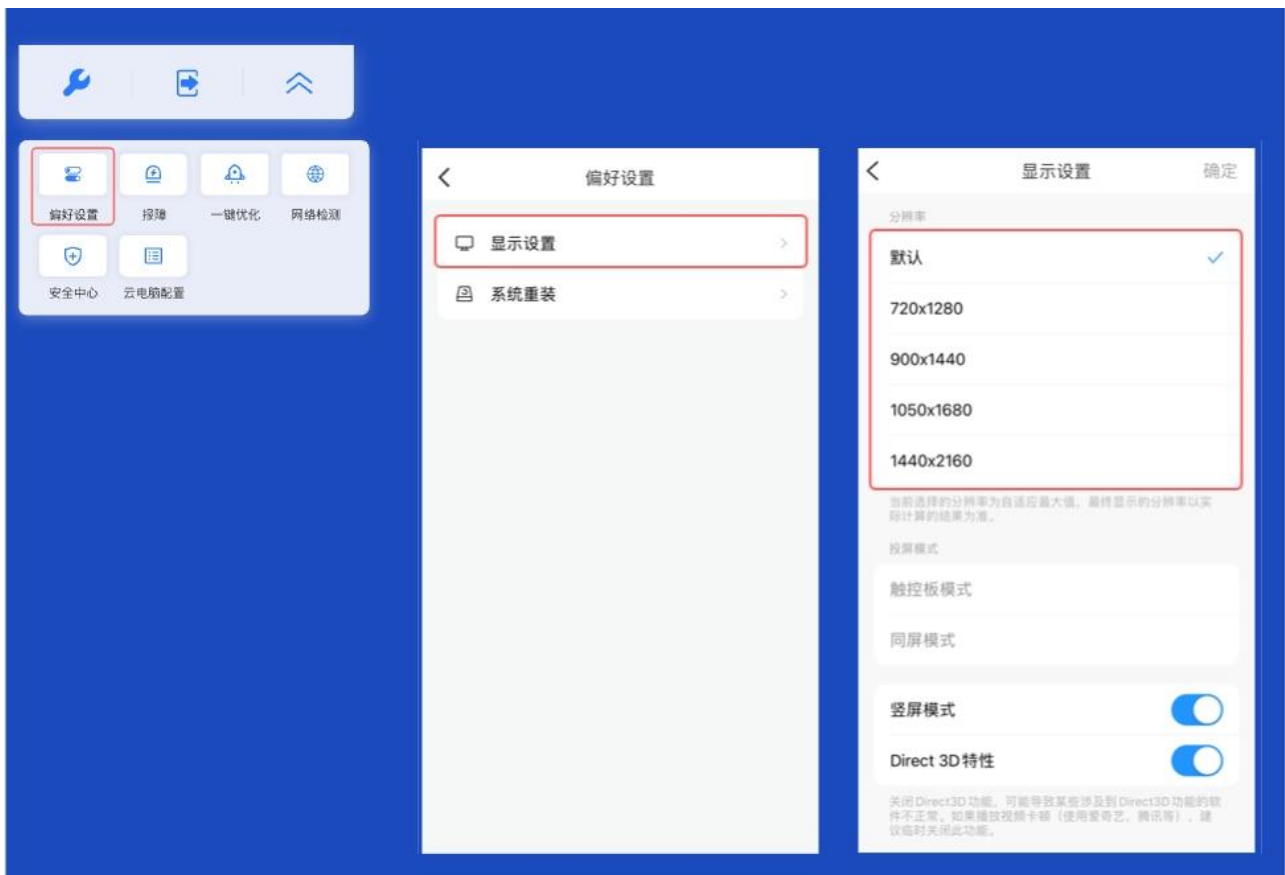 偏好设置
报障
一键优化
网络检测
安全中心
云电脑配置
偏好设置
显示设置
系统重装
显示设置
确定
分辨率
默认
720x1280
900x1440
1050x1680
1440x2160
当前选择的分辨率为自适应最大值，最终显示的分辨率以实
际计算的结果为准。
投屏模式
触控板模式
同屏模式
竖屏模式
Direct 3D特性
关闭Direct3D功能，可能导致某些涉及到Direct3D功能的软
件不正常。如果播放视频卡顿（使用爱奇艺、腾讯等），建
议临时关闭此功能。